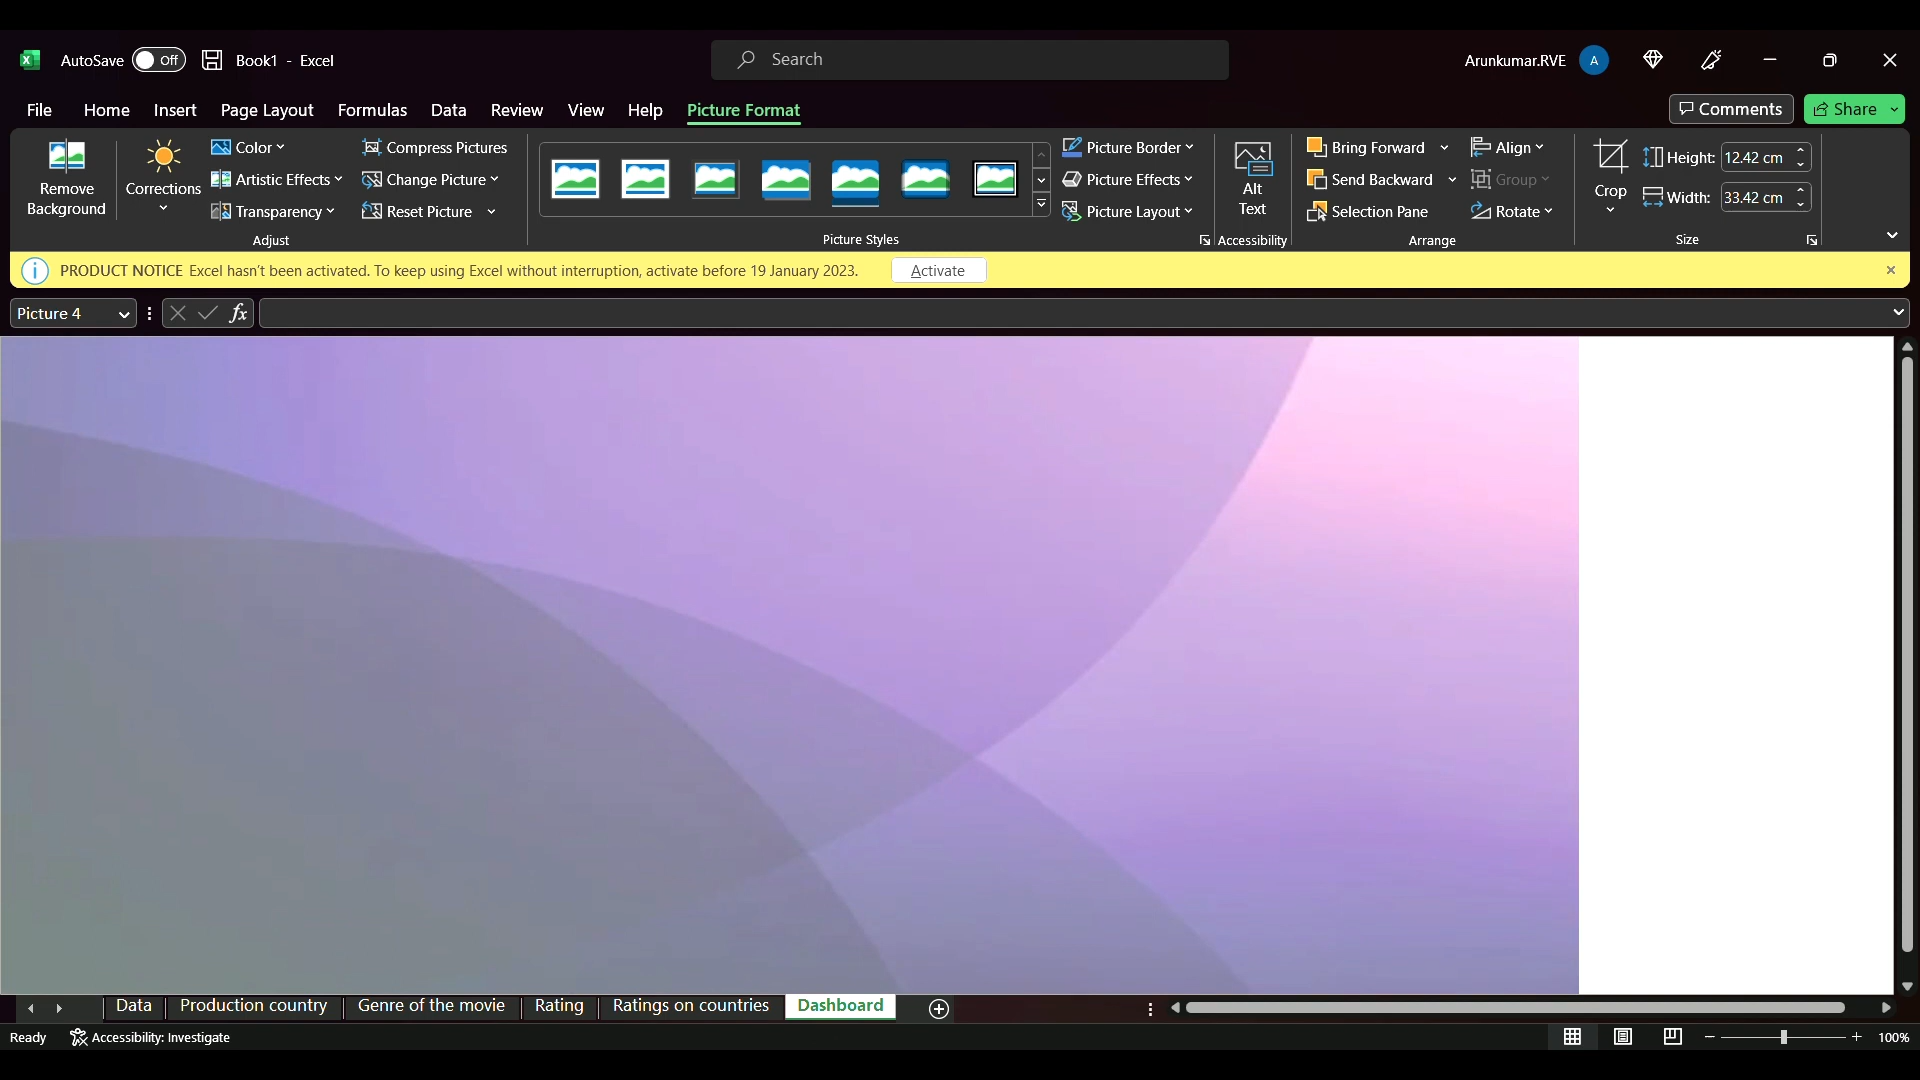 AutoSave Off Book1 - Excel Search Arunkumar.RVE A
File Home Insert Page Layout Formulas Data Review View Help Picture Format Comments Share
Remove Background
Corrections
Color
Artistic Effects
Transparency
Compress Pictures
Change Picture
Reset Picture
Adjust
Picture Border
Picture Effects
Picture Layout
Picture Styles
Alt
Text
Accessibility
Bring Forward
Send Backward
Selection Pane
Align
Group
Rotate
Arrange
Crop
Height: 12.42 cm
Width: 33.42 cm
Size
PRODUCT NOTICE Excel hasn't been activated. To keep using Excel without interruption, activate before 19 January 2023. Activate
Picture 4 fx
Data Production country Genre of the movie Rating Ratings on countries Dashboard
Ready Accessibility: Investigate 100%